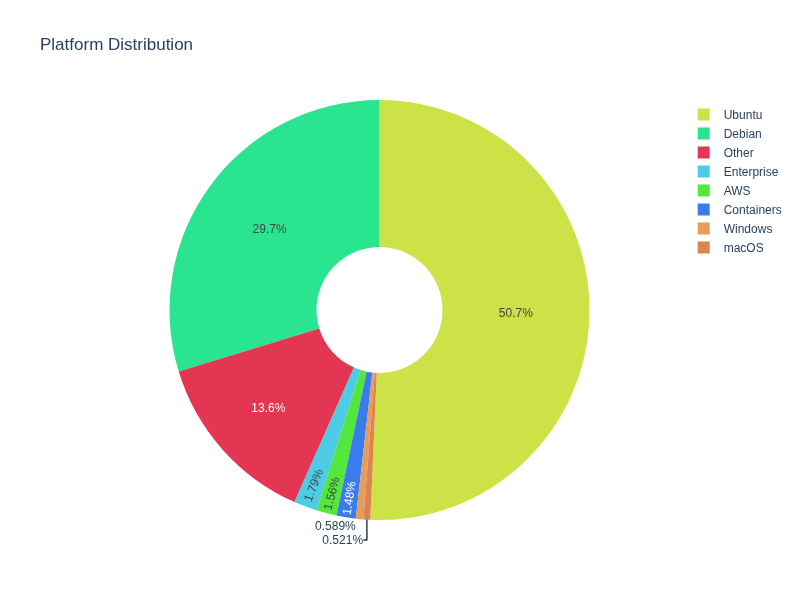 Platform Distribution
Ubuntu
Debian
Other
Enterprise
AWS
Containers
Windows
macOS
29.7%
50.7%
13.6%
1.79%
1.56%
1.48%
0.589%
0.521%